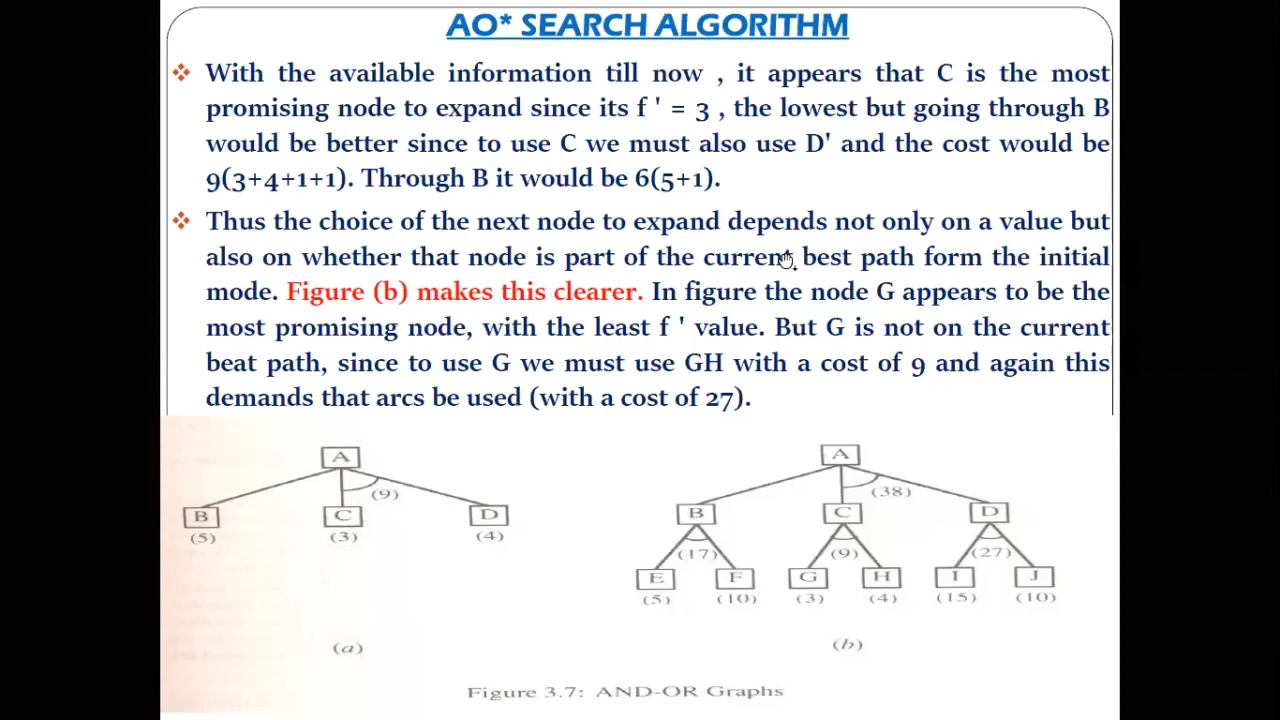 AO* SEARCH ALGORITHM
❖ With the available information till now , it appears that C is the most
promising node to expand since its f ' = 3 , the lowest but going through B
would be better since to use C we must also use D' and the cost would be
9(3+4+1+1). Through B it would be 6(5+1).
❖ Thus the choice of the next node to expand depends not only on a value but
also on whether that node is part of the current best path form the initial
mode. Figure (b) makes this clearer. In figure the node G appears to be the
most promising node, with the least f ' value. But G is not on the current
beat path, since to use G we must use GH with a cost of 9 and again this
demands that arcs be used (with a cost of 27).
A
(9)
B C D
(5) (3) (4)
(a)
A
(38)
B C D
(17) (9) (27)
E F G H I J
(5) (10) (3) (4) (15) (10)
(b)
Figure 3.7: AND-OR Graphs